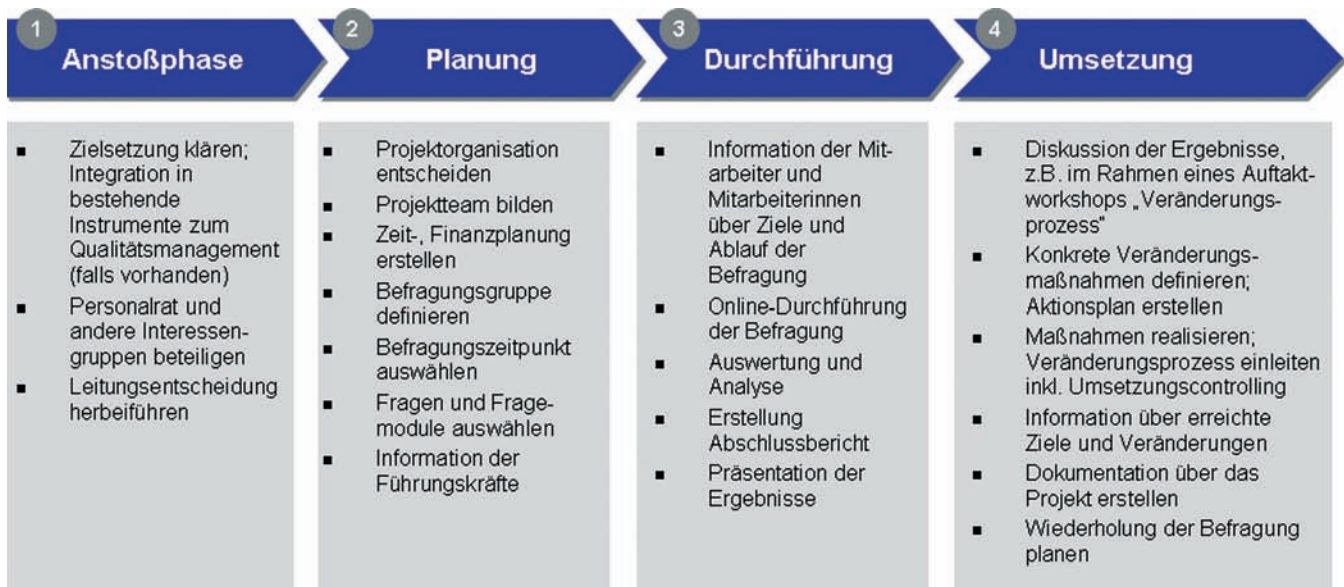 1
Anstoßphase
2
Planung
3
Durchführung
4
Umsetzung
▪ Zielsetzung klären;
Integration in
bestehende
Instrumente zum
Qualitätsmanagement
(falls vorhanden)
▪ Personalrat und
andere Interessen-
gruppen beteiligen
▪ Leitungsentscheidung
herbeiführen
▪ Projektorganisation
entscheiden
▪ Projektteam bilden
▪ Zeit-, Finanzplanung
erstellen
▪ Befragungsgruppe
definieren
▪ Befragungszeitpunkt
auswählen
▪ Fragen und Frage-
module auswählen
▪ Information der
Führungskräfte
▪ Information der Mit-
arbeiter und
Mitarbeiterinnen
über Ziele und
Ablauf der
Befragung
▪ Online-Durchführung
der Befragung
▪ Auswertung und
Analyse
▪ Erstellung
Abschlussbericht
▪ Präsentation der
Ergebnisse
▪ Diskussion der Ergebnisse,
z.B. im Rahmen eines Auftakt-
workshops „Veränderungs-
prozess“
▪ Konkrete Veränderungs-
maßnahmen definieren;
Aktionsplan erstellen
▪ Maßnahmen realisieren;
Veränderungsprozess einleiten
inkl. Umsetzungscontrolling
▪ Information über erreichte
Ziele und Veränderungen
▪ Dokumentation über das
Projekt erstellen
▪ Wiederholung der Befragung
planen